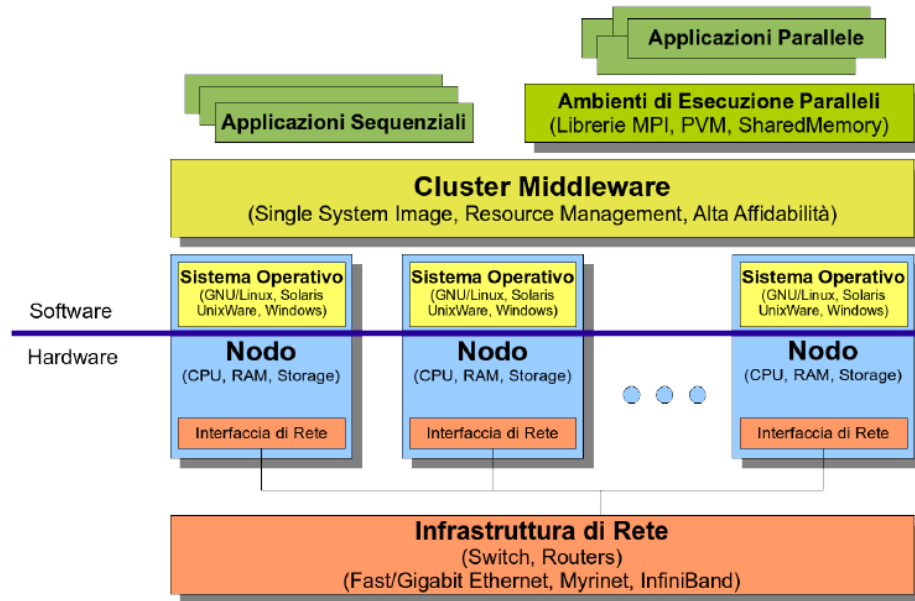 Applicazioni Parallele
Applicazioni Sequenziali
Ambienti di Esecuzione Paralleli
(Librerie MPI, PVM, SharedMemory)
Cluster Middleware
(Single System Image, Resource Management, Alta Affidabilità)
Sistema Operativo
(GNU/Linux, Solaris
UnixWare, Windows)
Sistema Operativo
(GNU/Linux, Solaris
UnixWare, Windows)
Sistema Operativo
(GNU/Linux, Solaris
UnixWare, Windows)
Software
Hardware
Nodo
(CPU, RAM, Storage)
Interfaccia di Rete
Nodo
(CPU, RAM, Storage)
Interfaccia di Rete
Nodo
(CPU, RAM, Storage)
Interfaccia di Rete
Infrastruttura di Rete
(Switch, Routers)
(Fast/Gigabit Ethernet, Myrinet, InfiniBand)